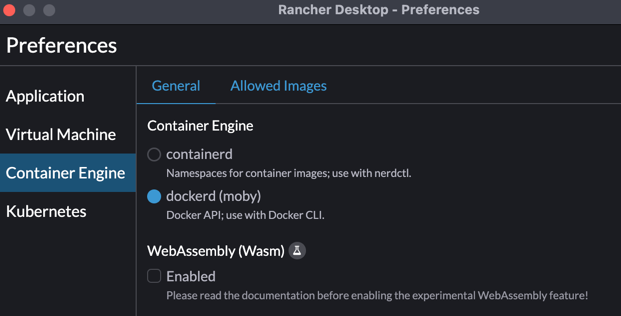 Rancher Desktop - Preferences
Preferences
Application
Virtual Machine
Container Engine
Kubernetes
General
Allowed Images
Container Engine
containerd
Namespaces for container images; use with nerdctl.
dockerd (moby)
Docker API; use with Docker CLI.
WebAssembly (Wasm)
Enabled
Please read the documentation before enabling the experimental WebAssembly feature!